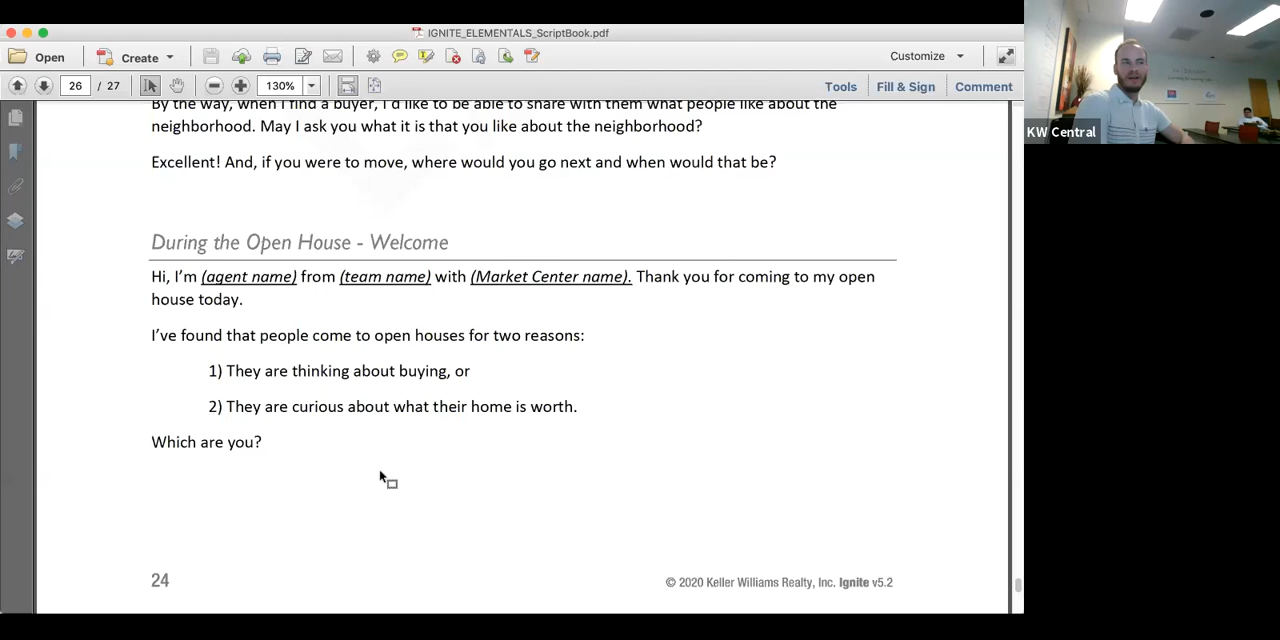 IGNITE_ELEMENTALS_ScriptBook.pdf
Open
Create
Customize
26 / 27
130%
Tools
Fill & Sign
Comment
KW Central
By the way, when I find a buyer, I'd like to be able to share with them what people like about the
neighborhood. May I ask you what it is that you like about the neighborhood?
Excellent! And, if you were to move, where would you go next and when would that be?
During the Open House - Welcome
Hi, I'm (agent name) from (team name) with (Market Center name). Thank you for coming to my open
house today.
I've found that people come to open houses for two reasons:
1) They are thinking about buying, or
2) They are curious about what their home is worth.
Which are you?
24
© 2020 Keller Williams Realty, Inc. Ignite v5.2